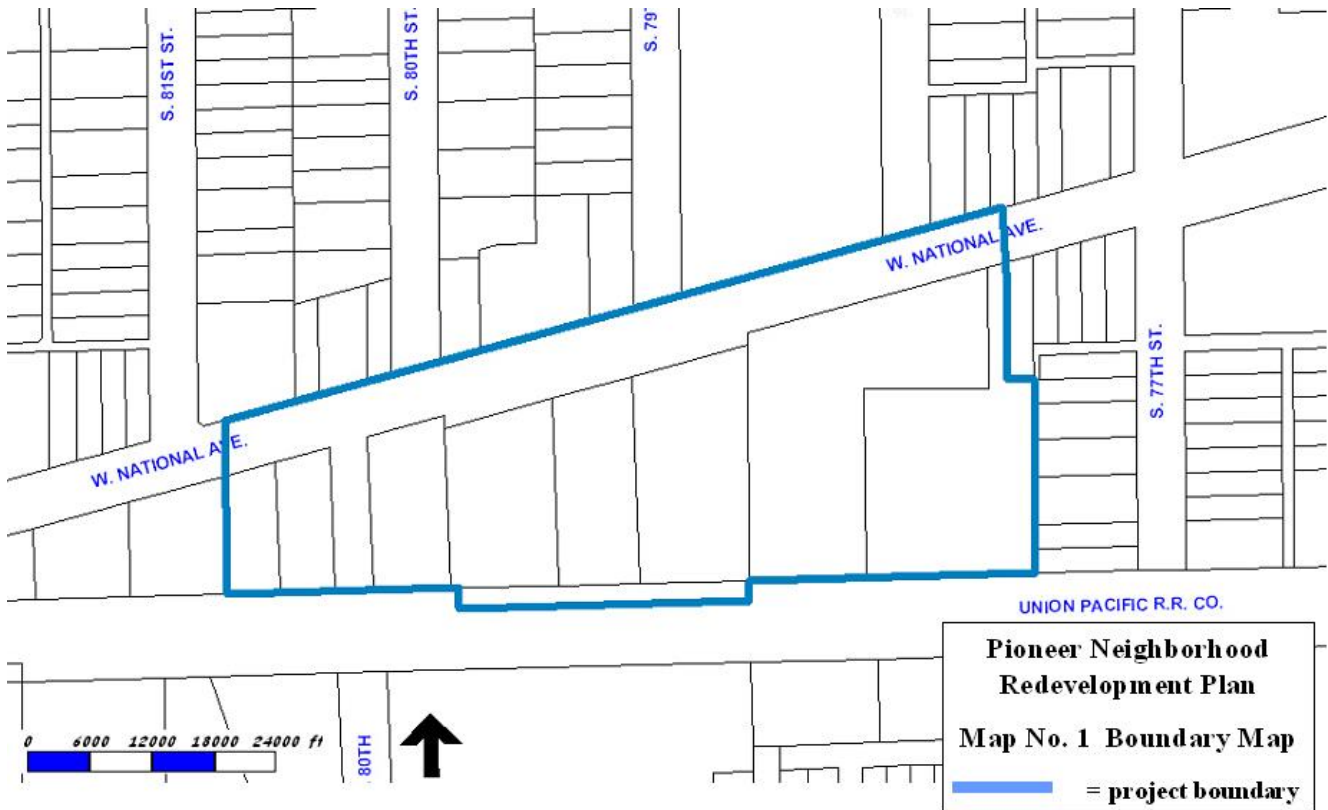 S. 81ST ST.
S. 80TH ST.
S. 79T
W. NATIONAL AVE.
W. NATIONAL AVE.
S. 77TH ST.
UNION PACIFIC R.R. CO.
. 80TH
0 6000 12000 18000 24000 ft
Pioneer Neighborhood
Redevelopment Plan
Map No. 1 Boundary Map
= project boundary